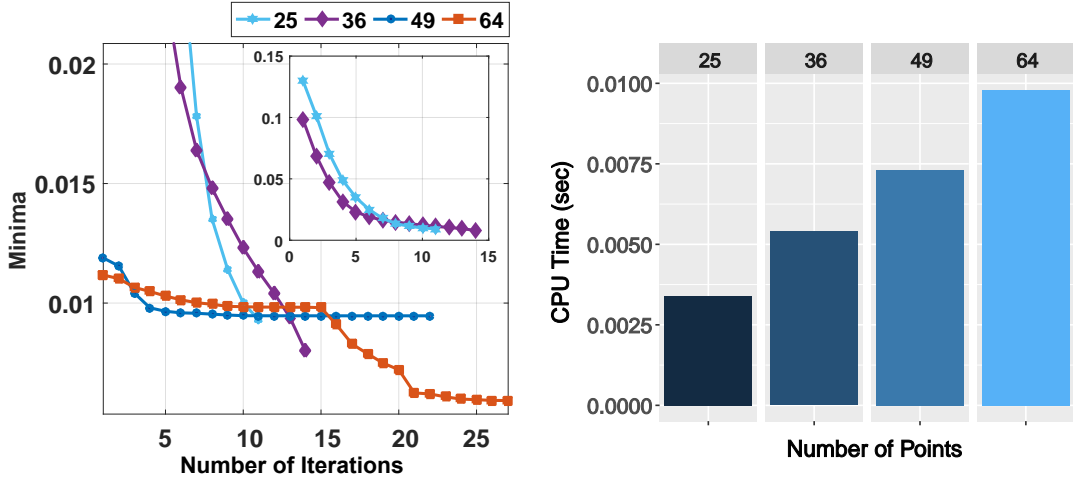 25 36 49 64
0.02
0.015
0.01
Minima
0.15
0.1
0.05
0
0 5 10 15
5 10 15 20 25
Number of Iterations
25 36 49 64
0.0100
0.0075
0.0050
0.0025
0.0000
CPU Time (sec)
Number of Points